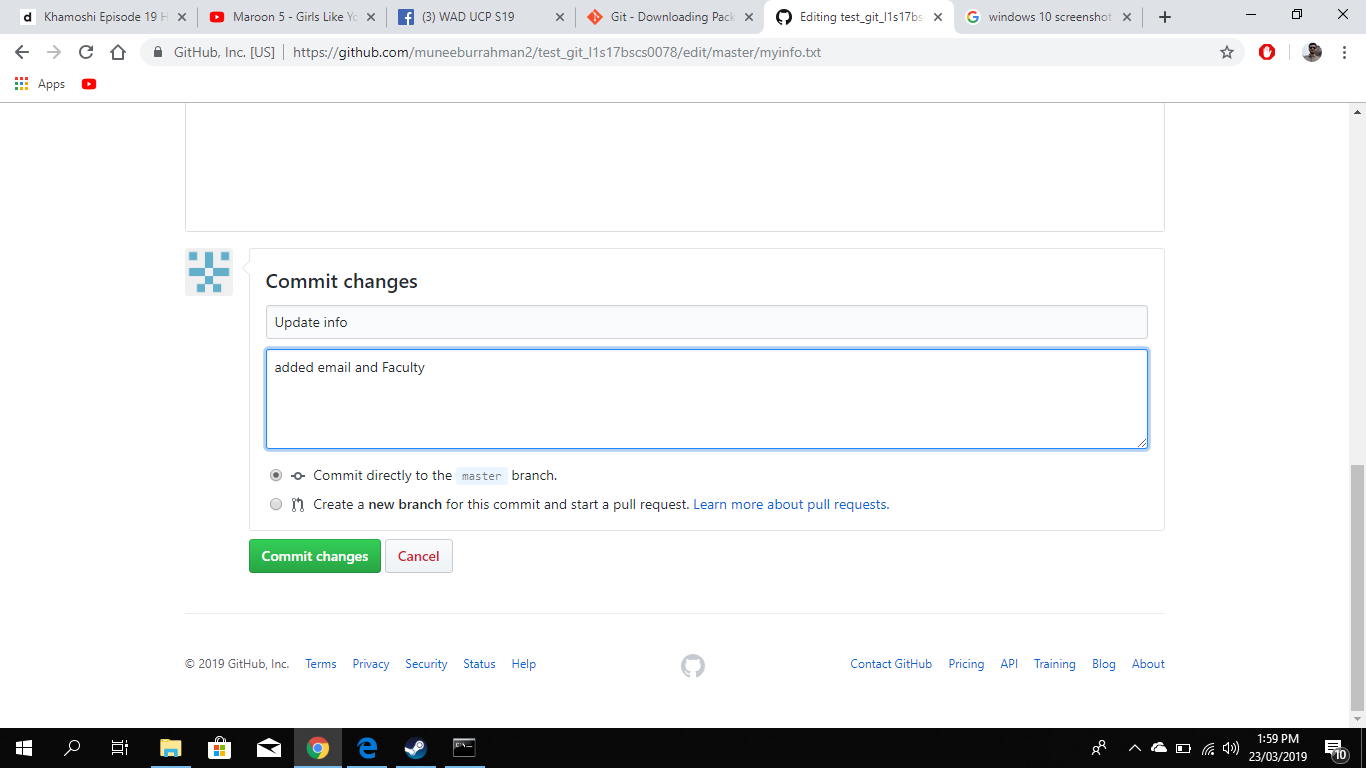 Khamoshi Episode 19 H
Maroon 5 - Girls Like Yo
(3) WAD UCP S19
Git - Downloading Pack
Editing test_git_l1s17bs
windows 10 screenshot
GitHub, Inc. [US]
https://github.com/muneeburrahman2/test_git_l1s17bscs0078/edit/master/myinfo.txt
Apps
Commit changes
Update info
added email and Faculty
Commit directly to the master branch.
Create a new branch for this commit and start a pull request. Learn more about pull requests.
Commit changes
Cancel
© 2019 GitHub, Inc. Terms Privacy Security Status Help
Contact GitHub Pricing API Training Blog About
1:59 PM
23/03/2019
10